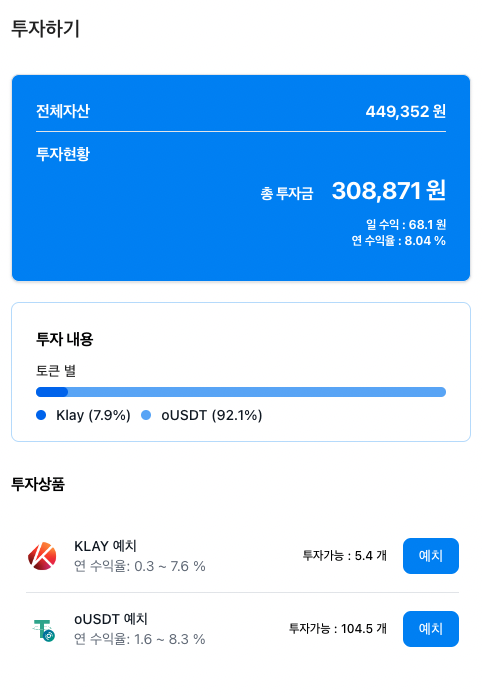 투자하기
전체자산 449,352 원
투자현황
총 투자금 308,871 원
일 수익 : 68.1 원
연 수익율 : 8.04 %
투자 내용
토큰 별
Klay (7.9%) oUSDT (92.1%)
투자상품
KLAY 예치
연 수익율: 0.3 ~ 7.6 %
투자가능 : 5.4 개
예치
oUSDT 예치
연 수익율: 1.6 ~ 8.3 %
투자가능 : 104.5 개
예치